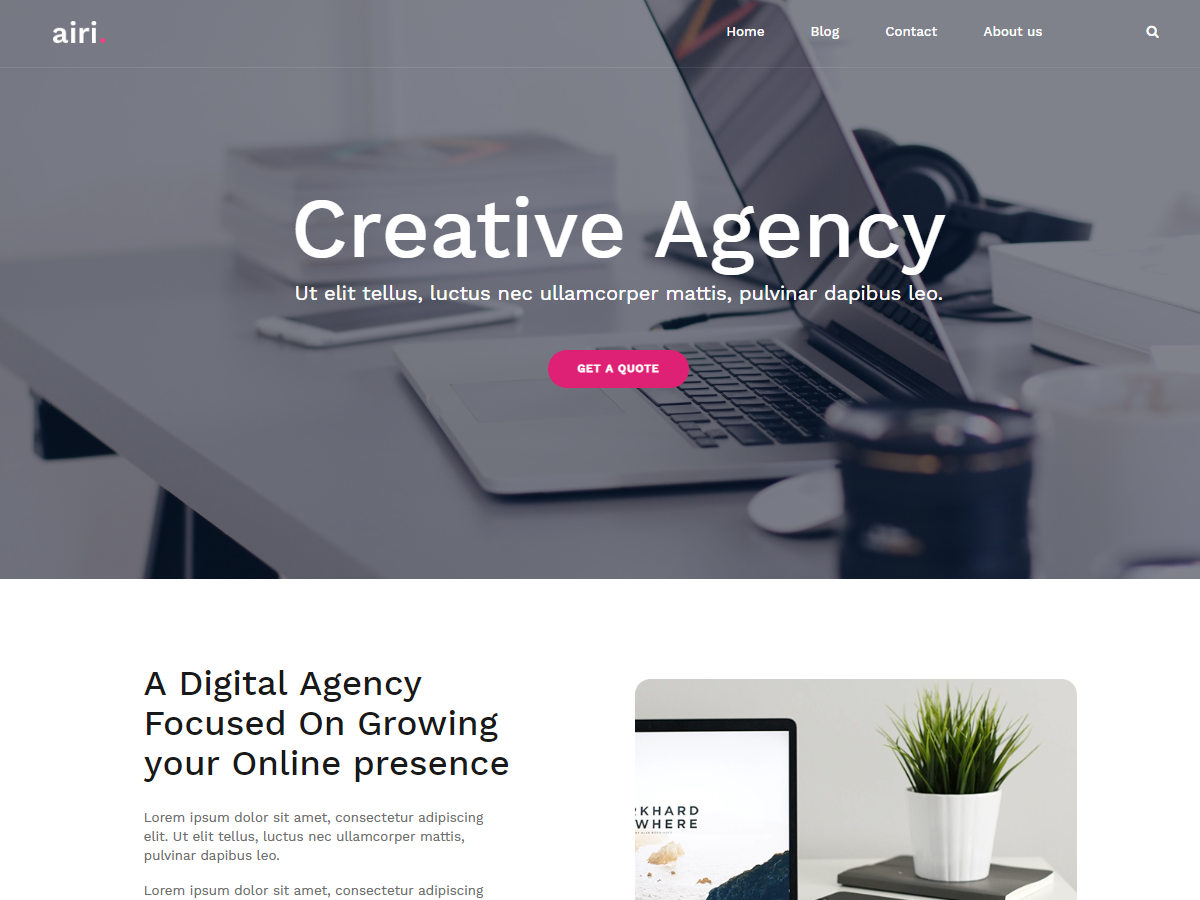 airi.
Home Blog Contact About us
Creative Agency
Ut elit tellus, luctus nec ullamcorper mattis, pulvinar dapibus leo.
GET A QUOTE
A Digital Agency
Focused On Growing
your Online presence
Lorem ipsum dolor sit amet, consectetur adipiscing
elit. Ut elit tellus, luctus nec ullamcorper mattis,
pulvinar dapibus leo.
Lorem ipsum dolor sit amet, consectetur adipiscing
KHARD
WHERE